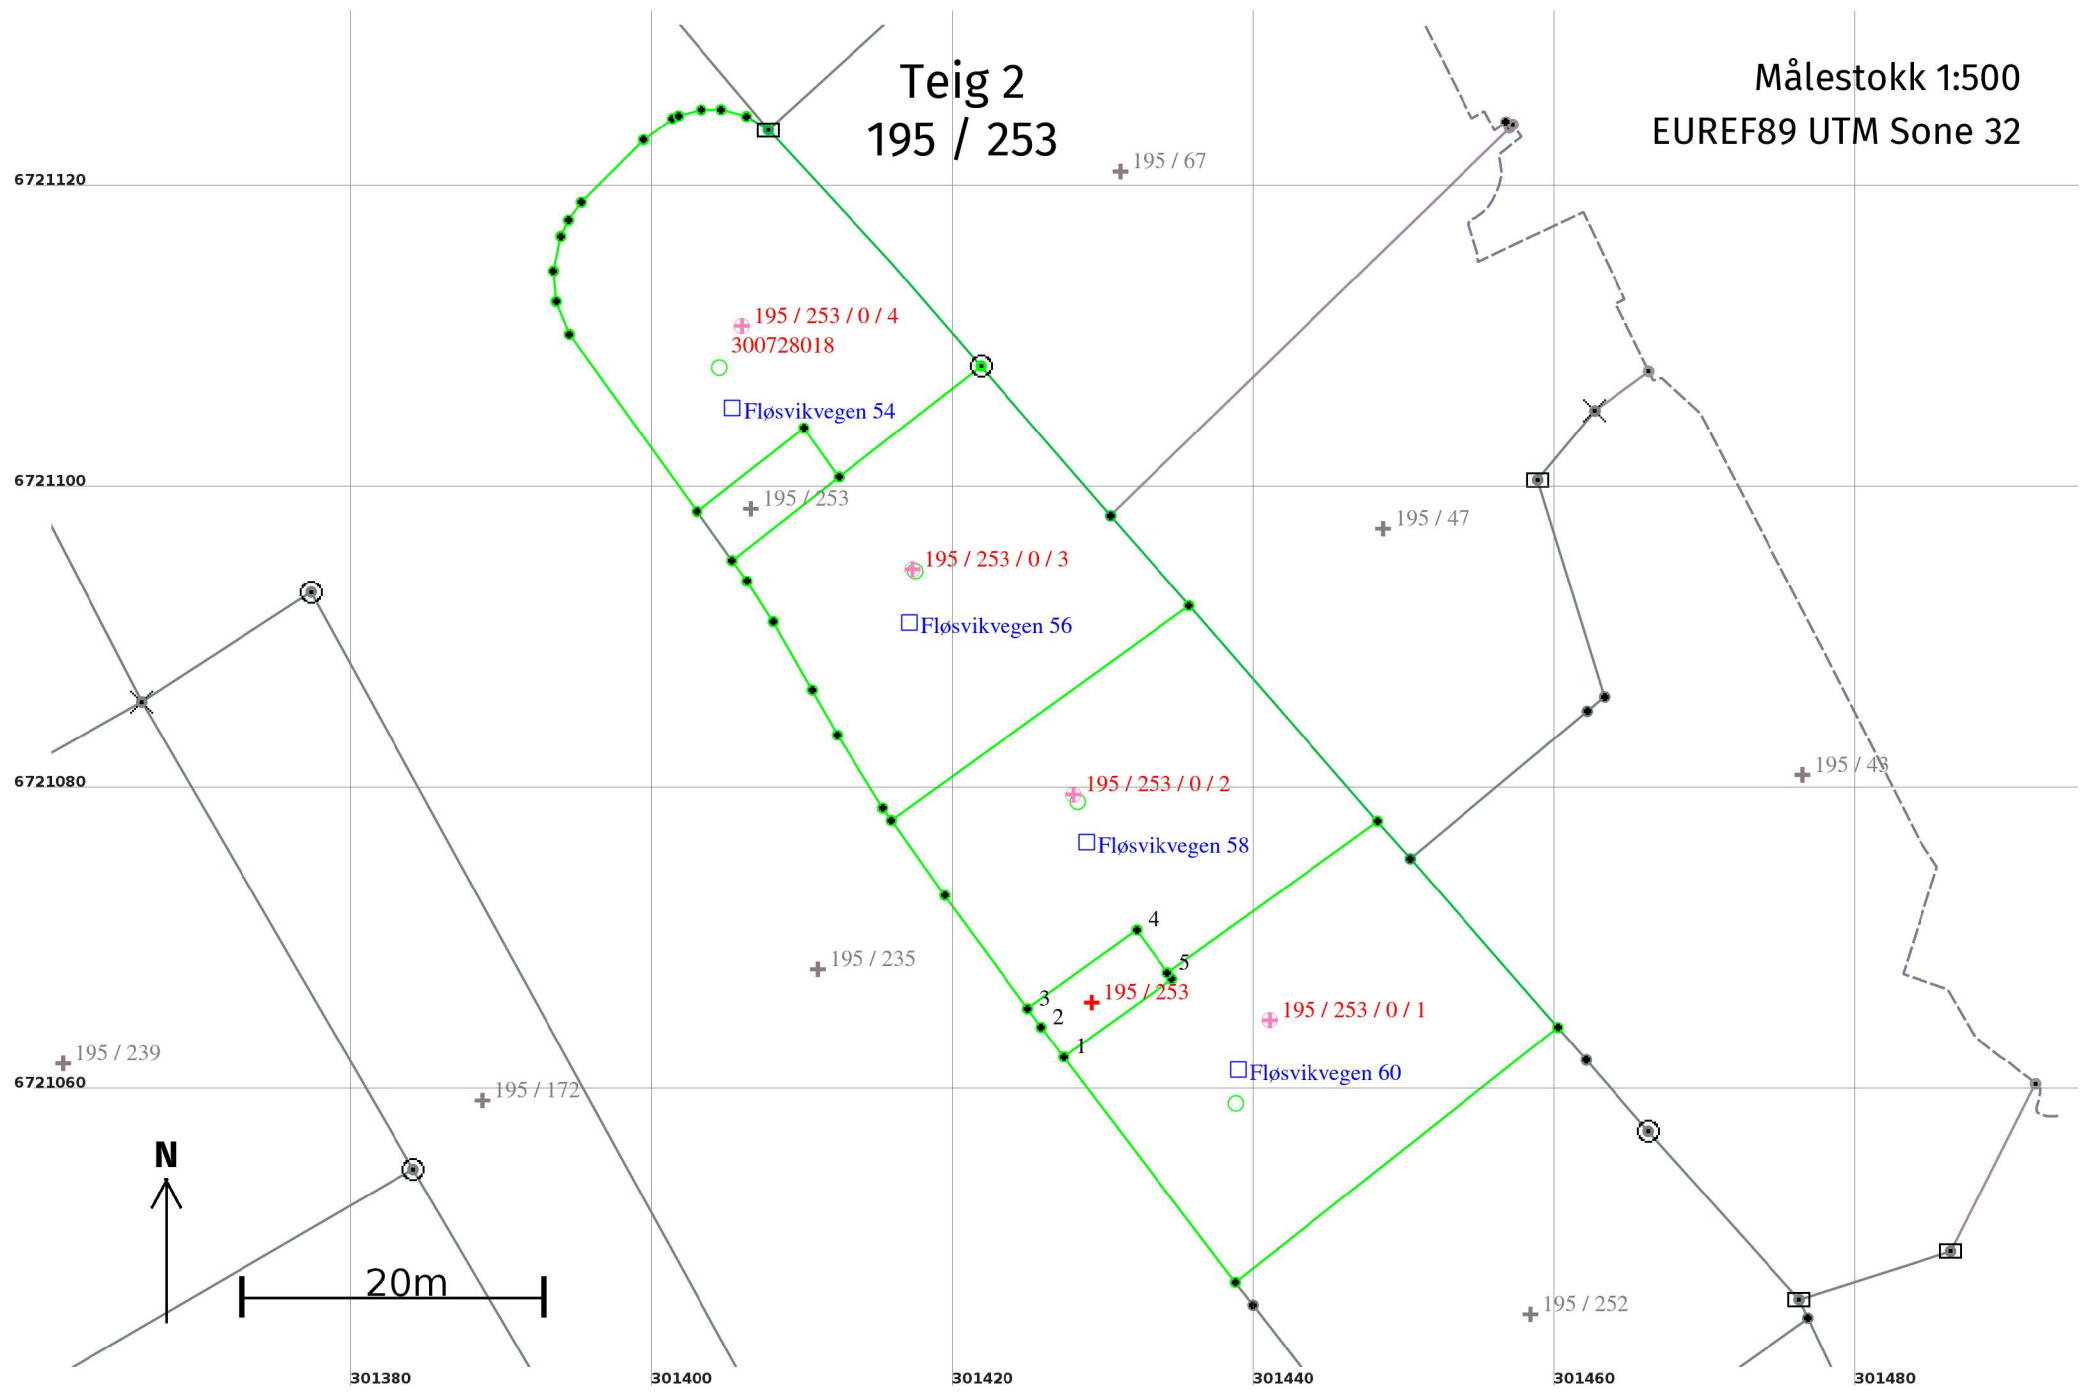 Teig 2
195 / 253
Målestokk 1:500
EUREF89 UTM Sone 32
195 / 67
6721120
195 / 253 / 0 / 4
300728018
Fløsvikvegen 54
6721100
195 / 253
195 / 47
195 / 253 / 0 / 3
Fløsvikvegen 56
6721080
195 / 253 / 0 / 2
195 / 43
Fløsvikvegen 58
4
195 / 235
5
195 / 253
3
2
195 / 253 / 0 / 1
1
195 / 239
Fløsvikvegen 60
6721060
195 / 172
N
20m
195 / 252
301380
301400
301420
301440
301460
301480